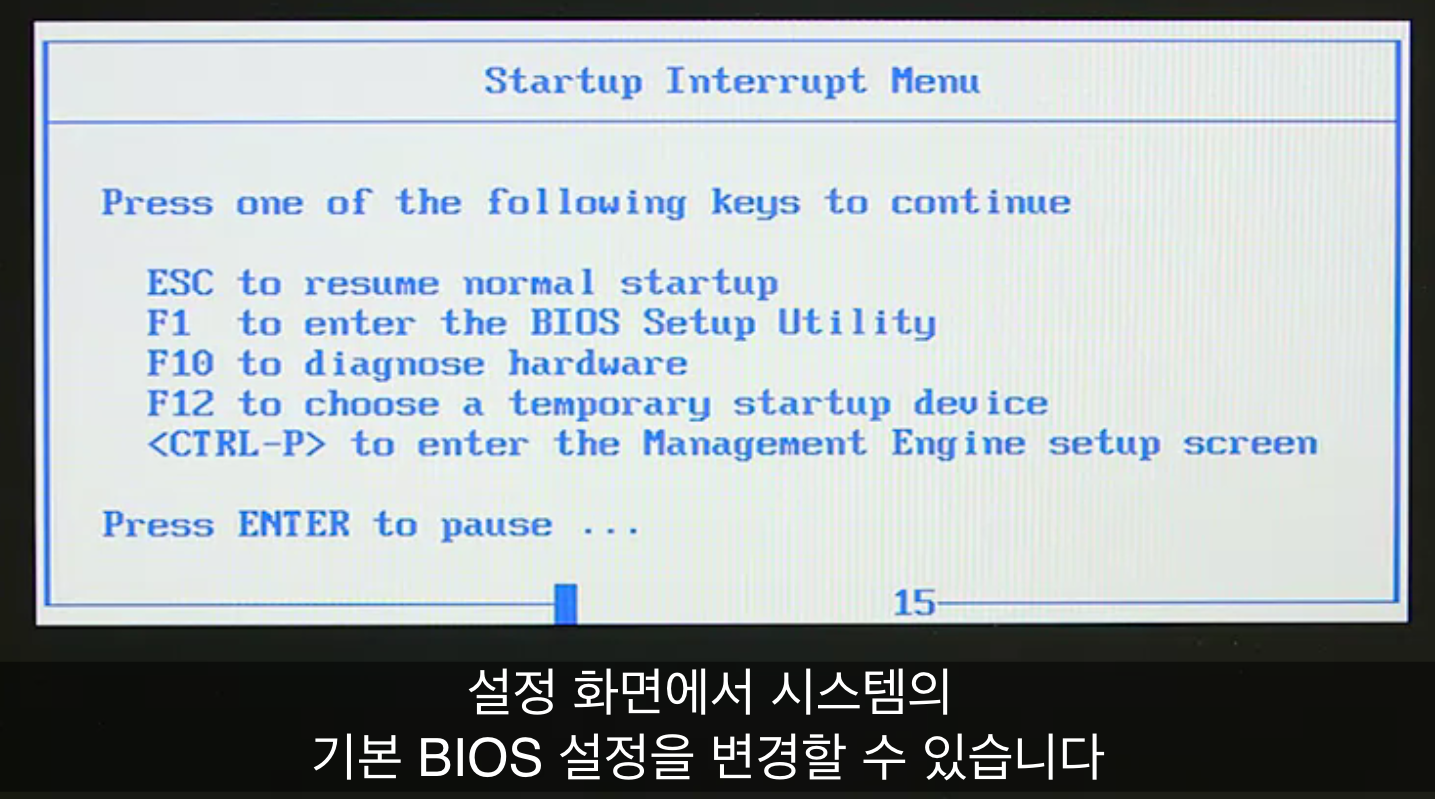 Startup Interrupt Menu
Press one of the following keys to continue
ESC to resume normal startup
F1 to enter the BIOS Setup Utility
F10 to diagnose hardware
F12 to choose a temporary startup device
<CTRL-P> to enter the Management Engine setup screen
Press ENTER to pause ...
15
설정 화면에서 시스템의
기본 BIOS 설정을 변경할 수 있습니다